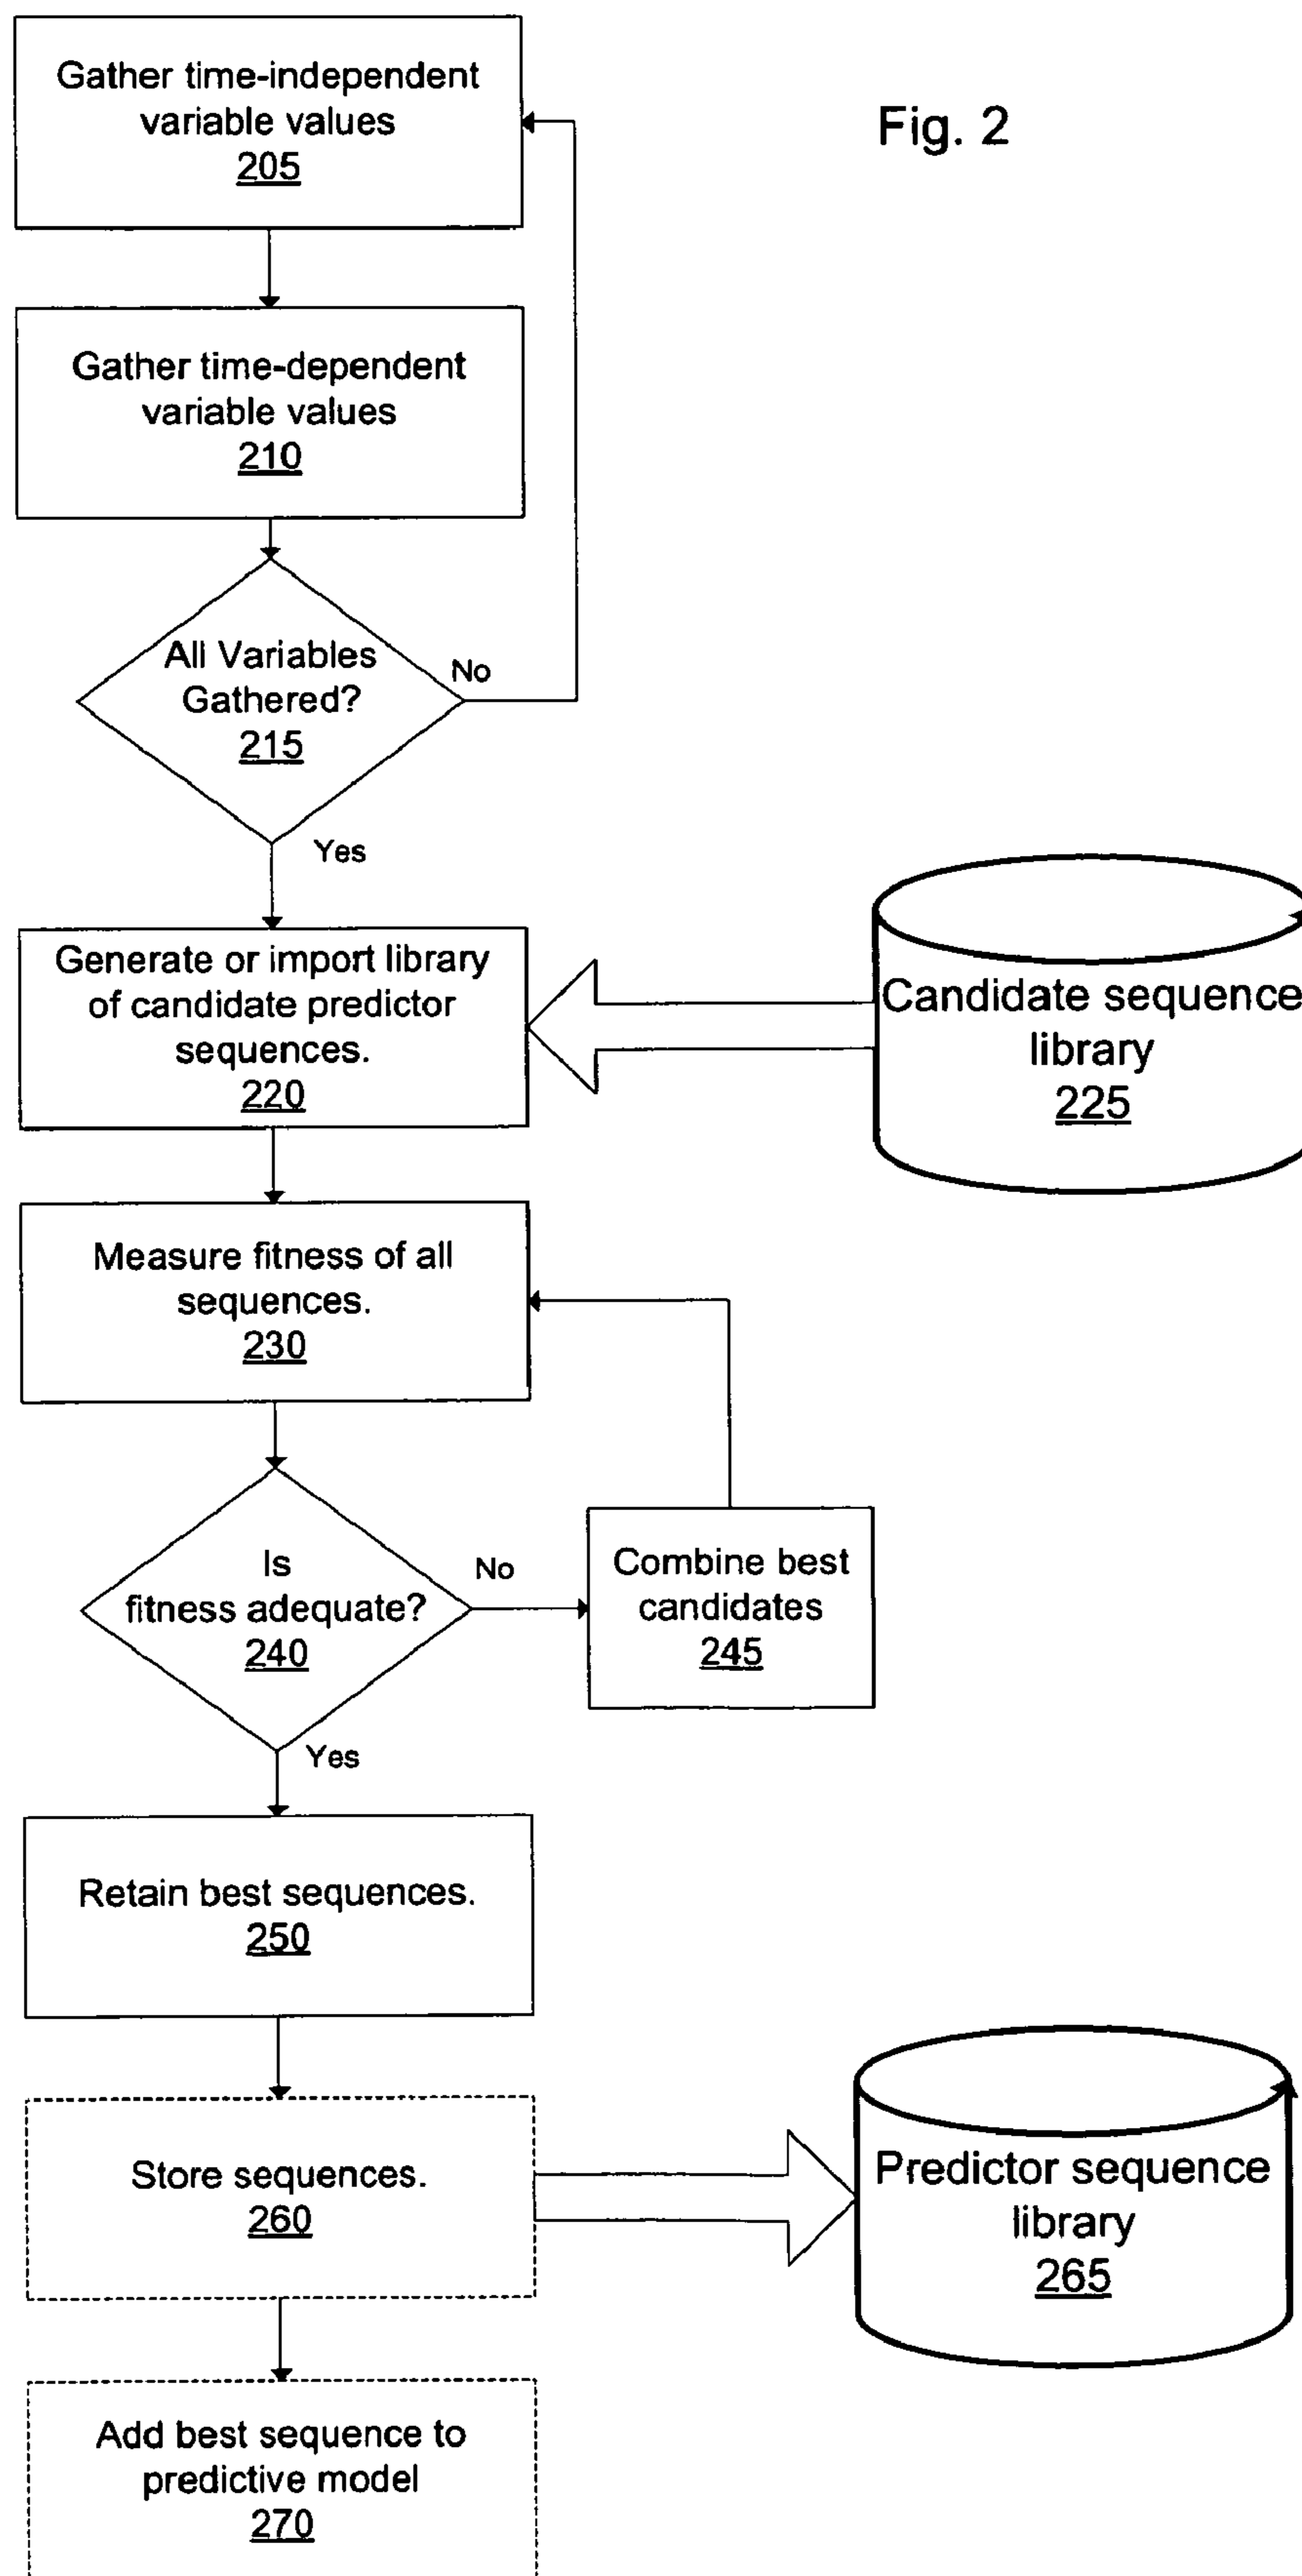 Fig. 2
Gather time-independent
variable values
205
Gather time-dependent
variable values
210
All Variables
Gathered?
215
No
Yes
Generate or import library
of candidate predictor
sequences.
220
Candidate sequence
library
225
Measure fitness of all
sequences.
230
Is
fitness adequate?
240
No
Combine best
candidates
245
Yes
Retain best sequences.
250
Store sequences.
260
Predictor sequence
library
265
Add best sequence to
predictive model
270